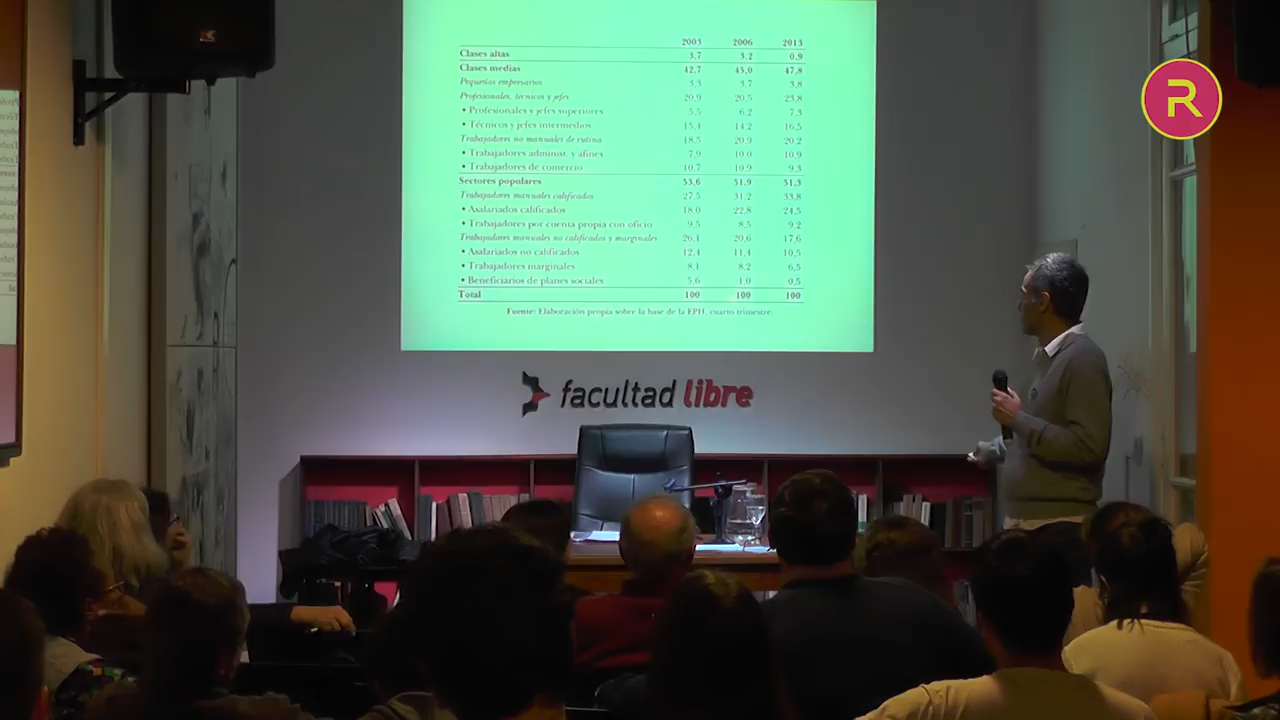 2003 2006 2013
Clases altas 3,7 3,2 0,9
Clases medias 42,7 45,0 47,8
Pequeños empresarios 3,3 3,7 3,8
Profesionales, técnicos y jefes 20,9 20,5 23,8
• Profesionales y jefes superiores 5,5 6,2 7,3
• Técnicos y jefes intermedios 15,4 14,2 16,5
Trabajadores no manuales de rutina 18,5 20,9 20,2
• Trabajadores administ. y afines 7,9 10,0 10,9
• Trabajadores de comercio 10,7 10,9 9,3
Sectores populares 53,6 51,9 51,3
Trabajadores manuales calificados 27,5 31,2 33,8
• Asalariados calificados 18,0 22,8 24,5
• Trabajadores por cuenta propia con oficio 9,5 8,5 9,2
Trabajadores manuales no calificados y marginales 26,1 20,6 17,6
• Asalariados no calificados 12,4 11,4 10,5
• Trabajadores marginales 8,1 8,2 6,5
• Beneficiarios de planes sociales 5,6 1,0 0,5
Total 100 100 100
Fuente: Elaboración propia sobre la base de la EPH, cuarto trimestre.
R
facultad libre